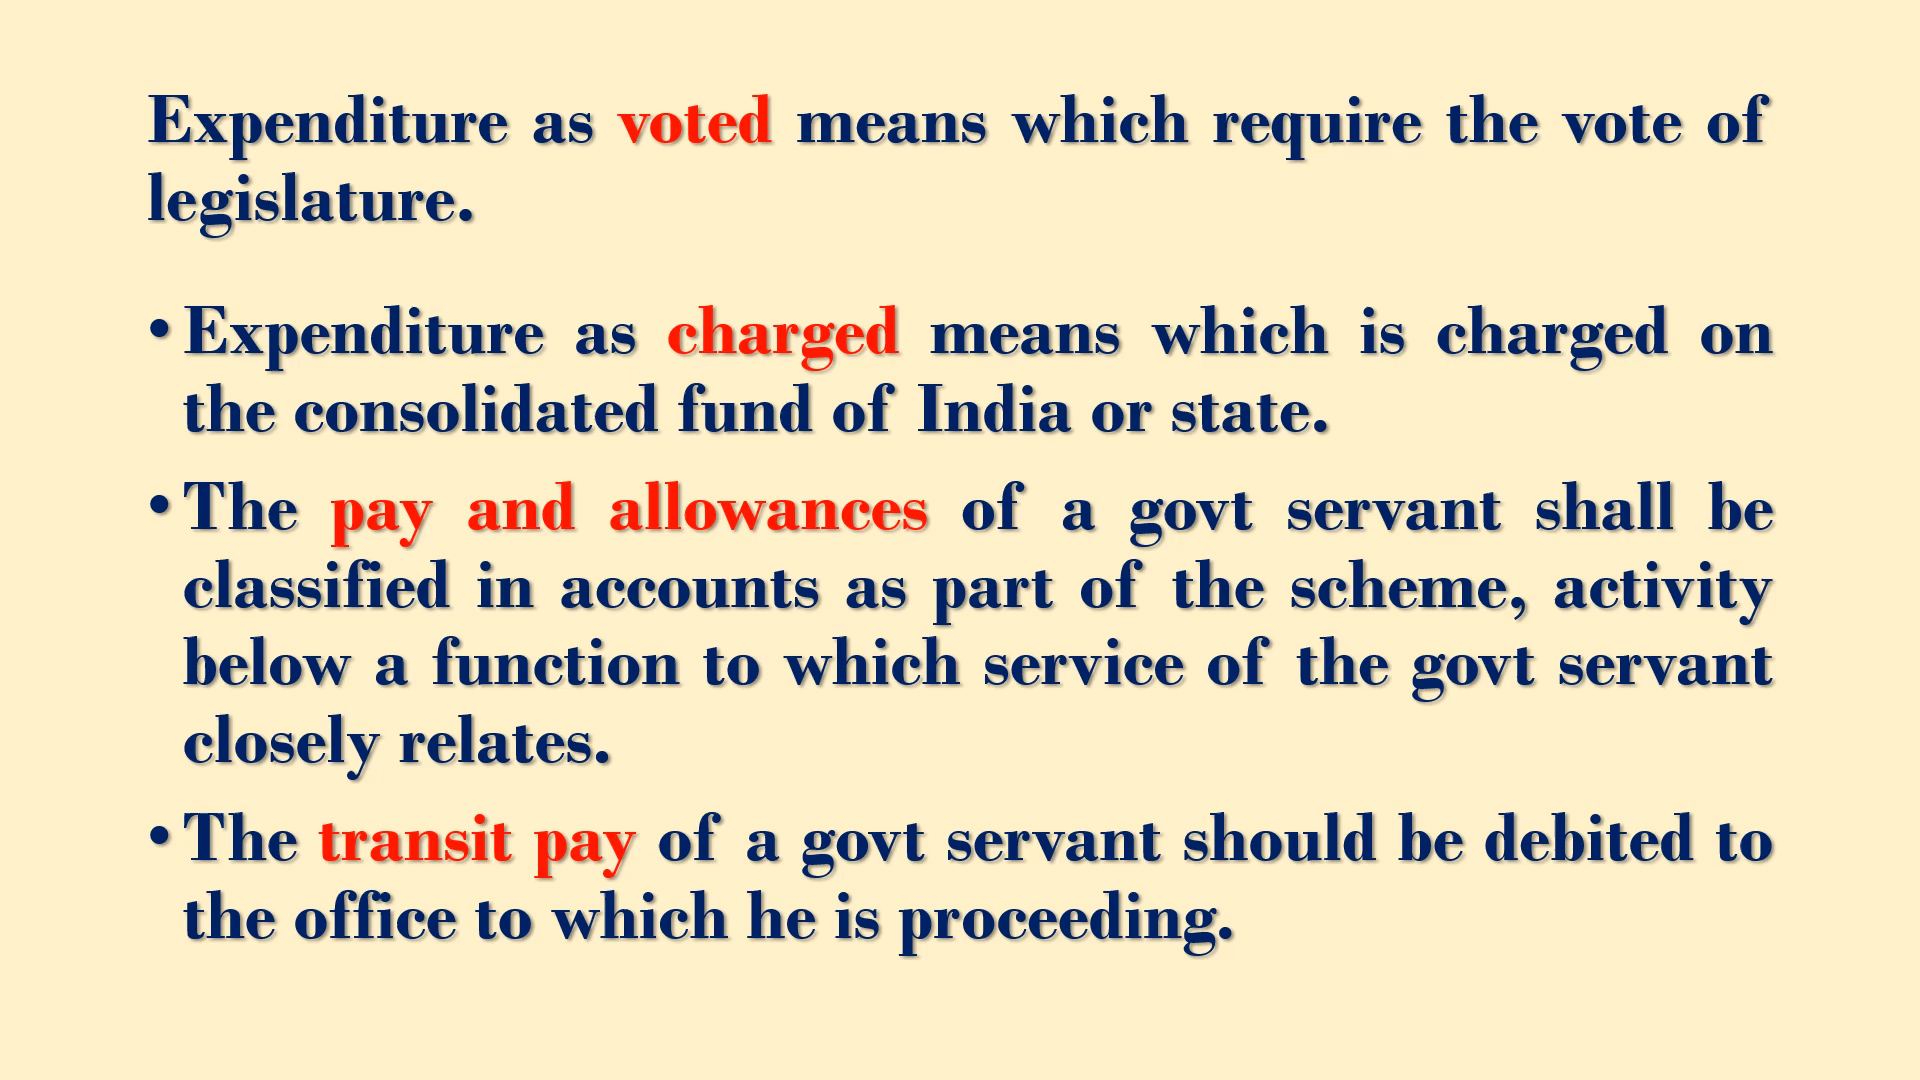 Expenditure as voted means which require the vote of
legislature.
• Expenditure as charged means which is charged on
the consolidated fund of India or state.
• The pay and allowances of a govt servant shall be
classified in accounts as part of the scheme, activity
below a function to which service of the govt servant
closely relates.
• The transit pay of a govt servant should be debited to
the office to which he is proceeding.